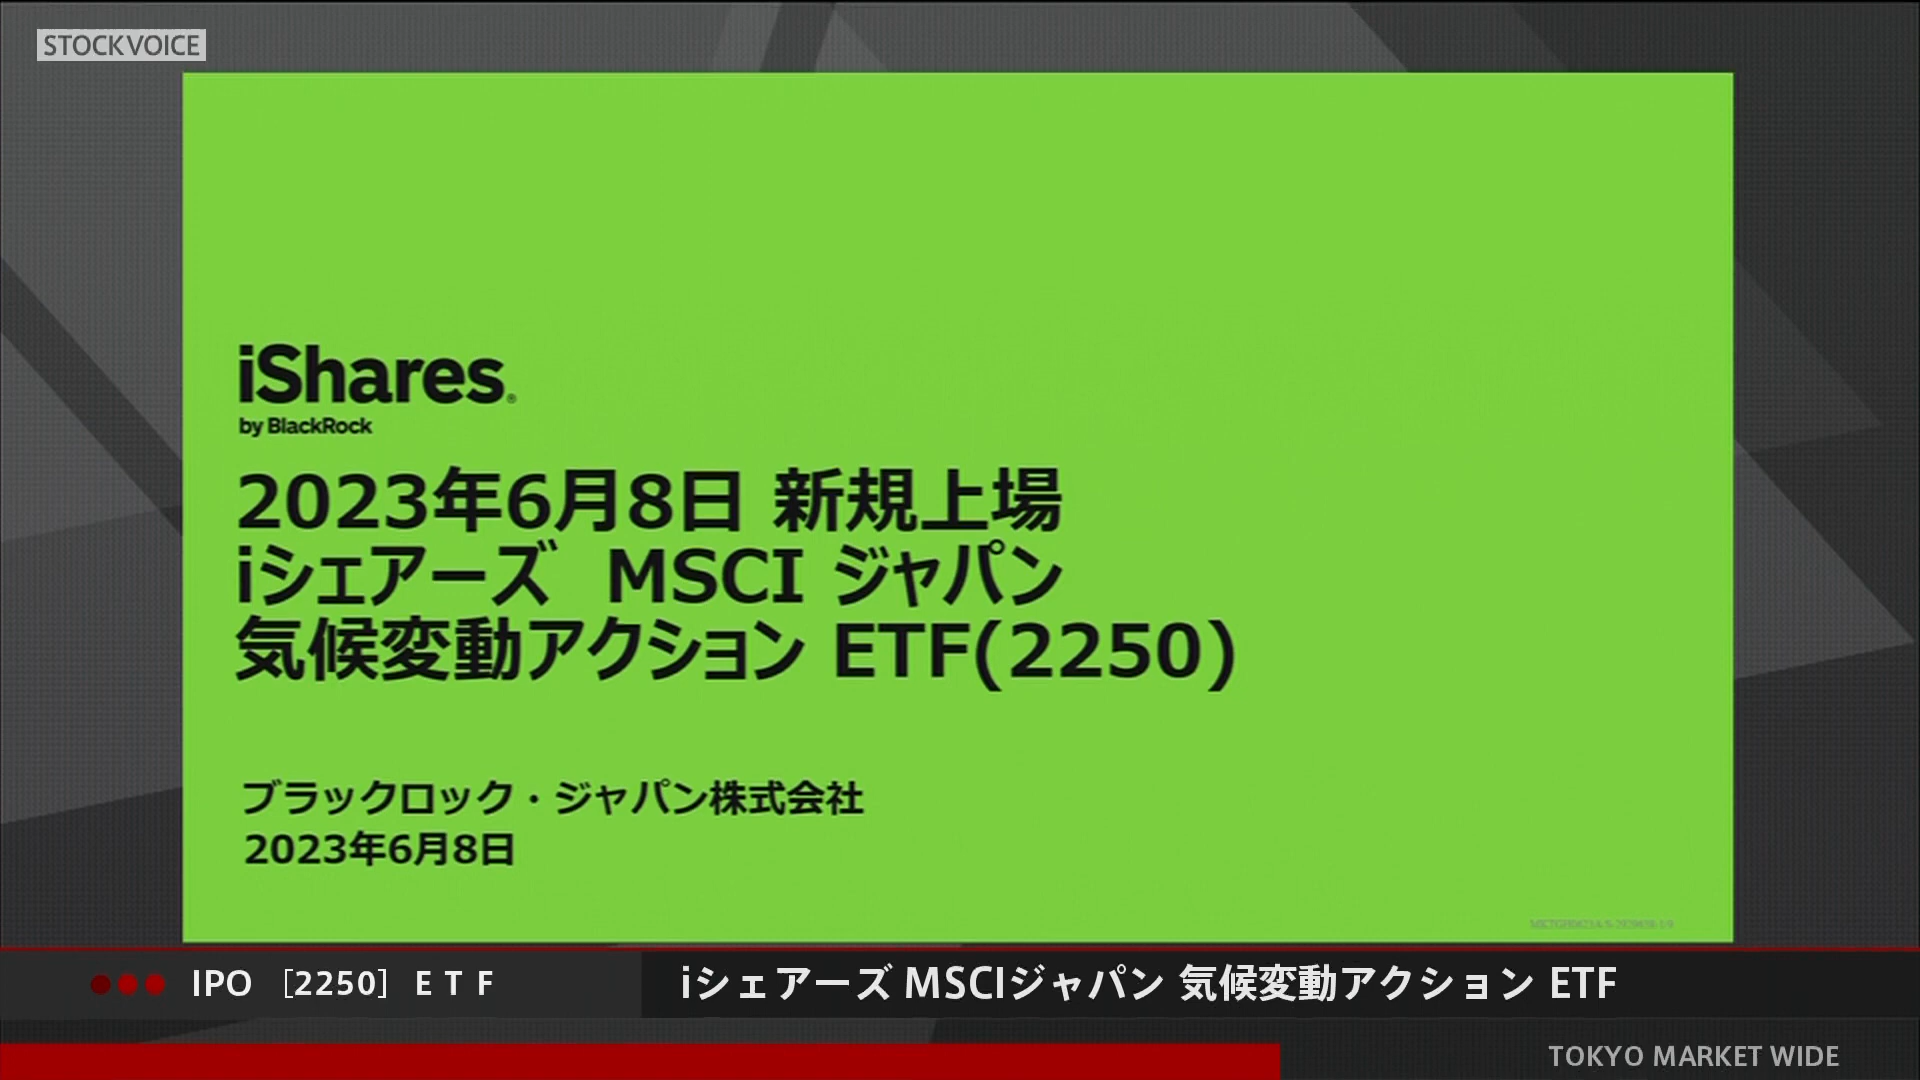 STOCKVOICE
iShares®
by BlackRock
2023年6月8日 新規上場
iシェアーズ MSCI ジャパン
気候変動アクション ETF(2250)
ブラックロック・ジャパン株式会社
2023年6月8日
IPO [2250] ETF
iシェアーズ MSCIジャパン 気候変動アクション ETF
TOKYO MARKET WIDE